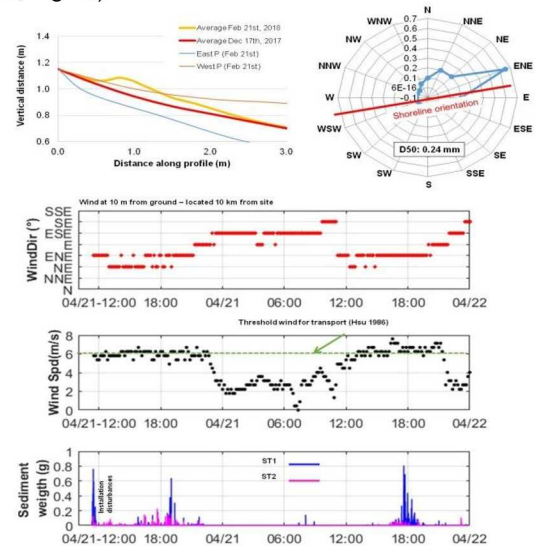 Average Feb 21st, 2018
Average Dec 17th, 2017
East P (Feb 21st)
West P (Feb 21st)
Vertical distance (m)
1.4
1.2
1.0
0.8
0.6
0.0
1.0
2.0
3.0
Distance along profile (m)
N
NNE
NE
ENE
E
ESE
SE
SSE
S
SW
SW
WSW
W
NNW
NW
WNW
0.7
0.6
0.5
0.4
0.3
0.2
0.1
6E-16
-0.1
Shoreline orientation
D50: 0.24 mm
Wind at 10 m from ground – located 10 km from site
WindDir (°)
SSE
SE
ESE
E
ENE
NE
NNE
N
04/21-12:00 18:00 04/21 06:00 12:00 18:00 04/22
Threshold wind for transport (Hsu 1986)
Wind Spd(m/s)
8
6
4
2
0
04/21-12:00 18:00 04/21 06:00 12:00 18:00 04/22
Sediment
weigth (g)
1
0.8
0.6
0.4
0.2
0
Installation
disturbances
ST1
ST2
04/21-12:00 18:00 04/21 06:00 12:00 18:00 04/22